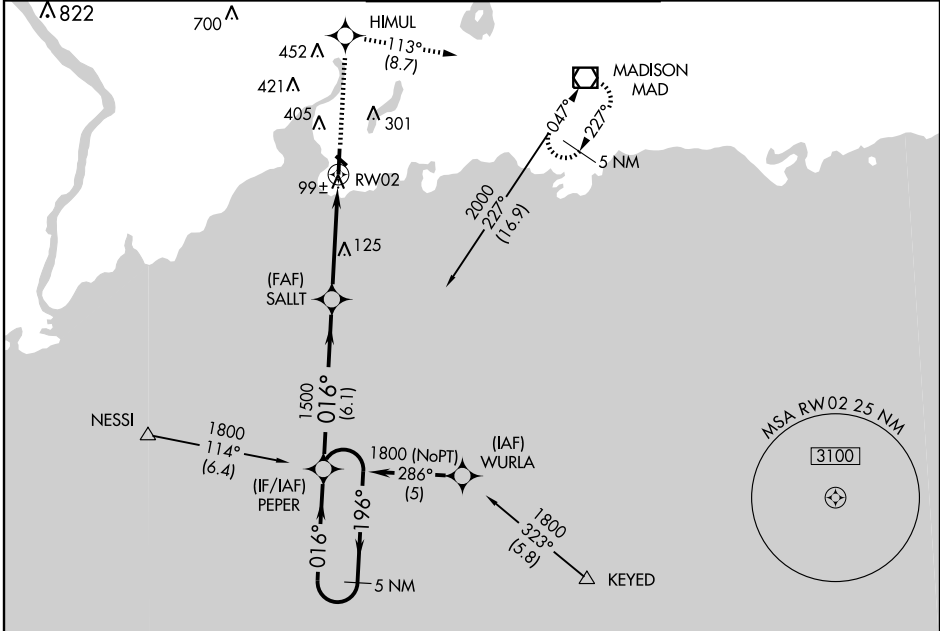 822
700
HIMUL
452
113°
(8.7)
MADISON
MAD
421
405
301
047°
227°
5 NM
99±
RW02
2000
227°
(16.9)
125
(FAF)
SALLT
1500
016°
(6.1)
NESSI
1800
114°
(6.4)
MSA RW02 25 NM
3100
1800 (NoPT)
286°
(5)
(IAF)
WURLA
(IF/IAF)
PEPER
016°
196°
5 NM
1800
323°
(5.8)
KEYED